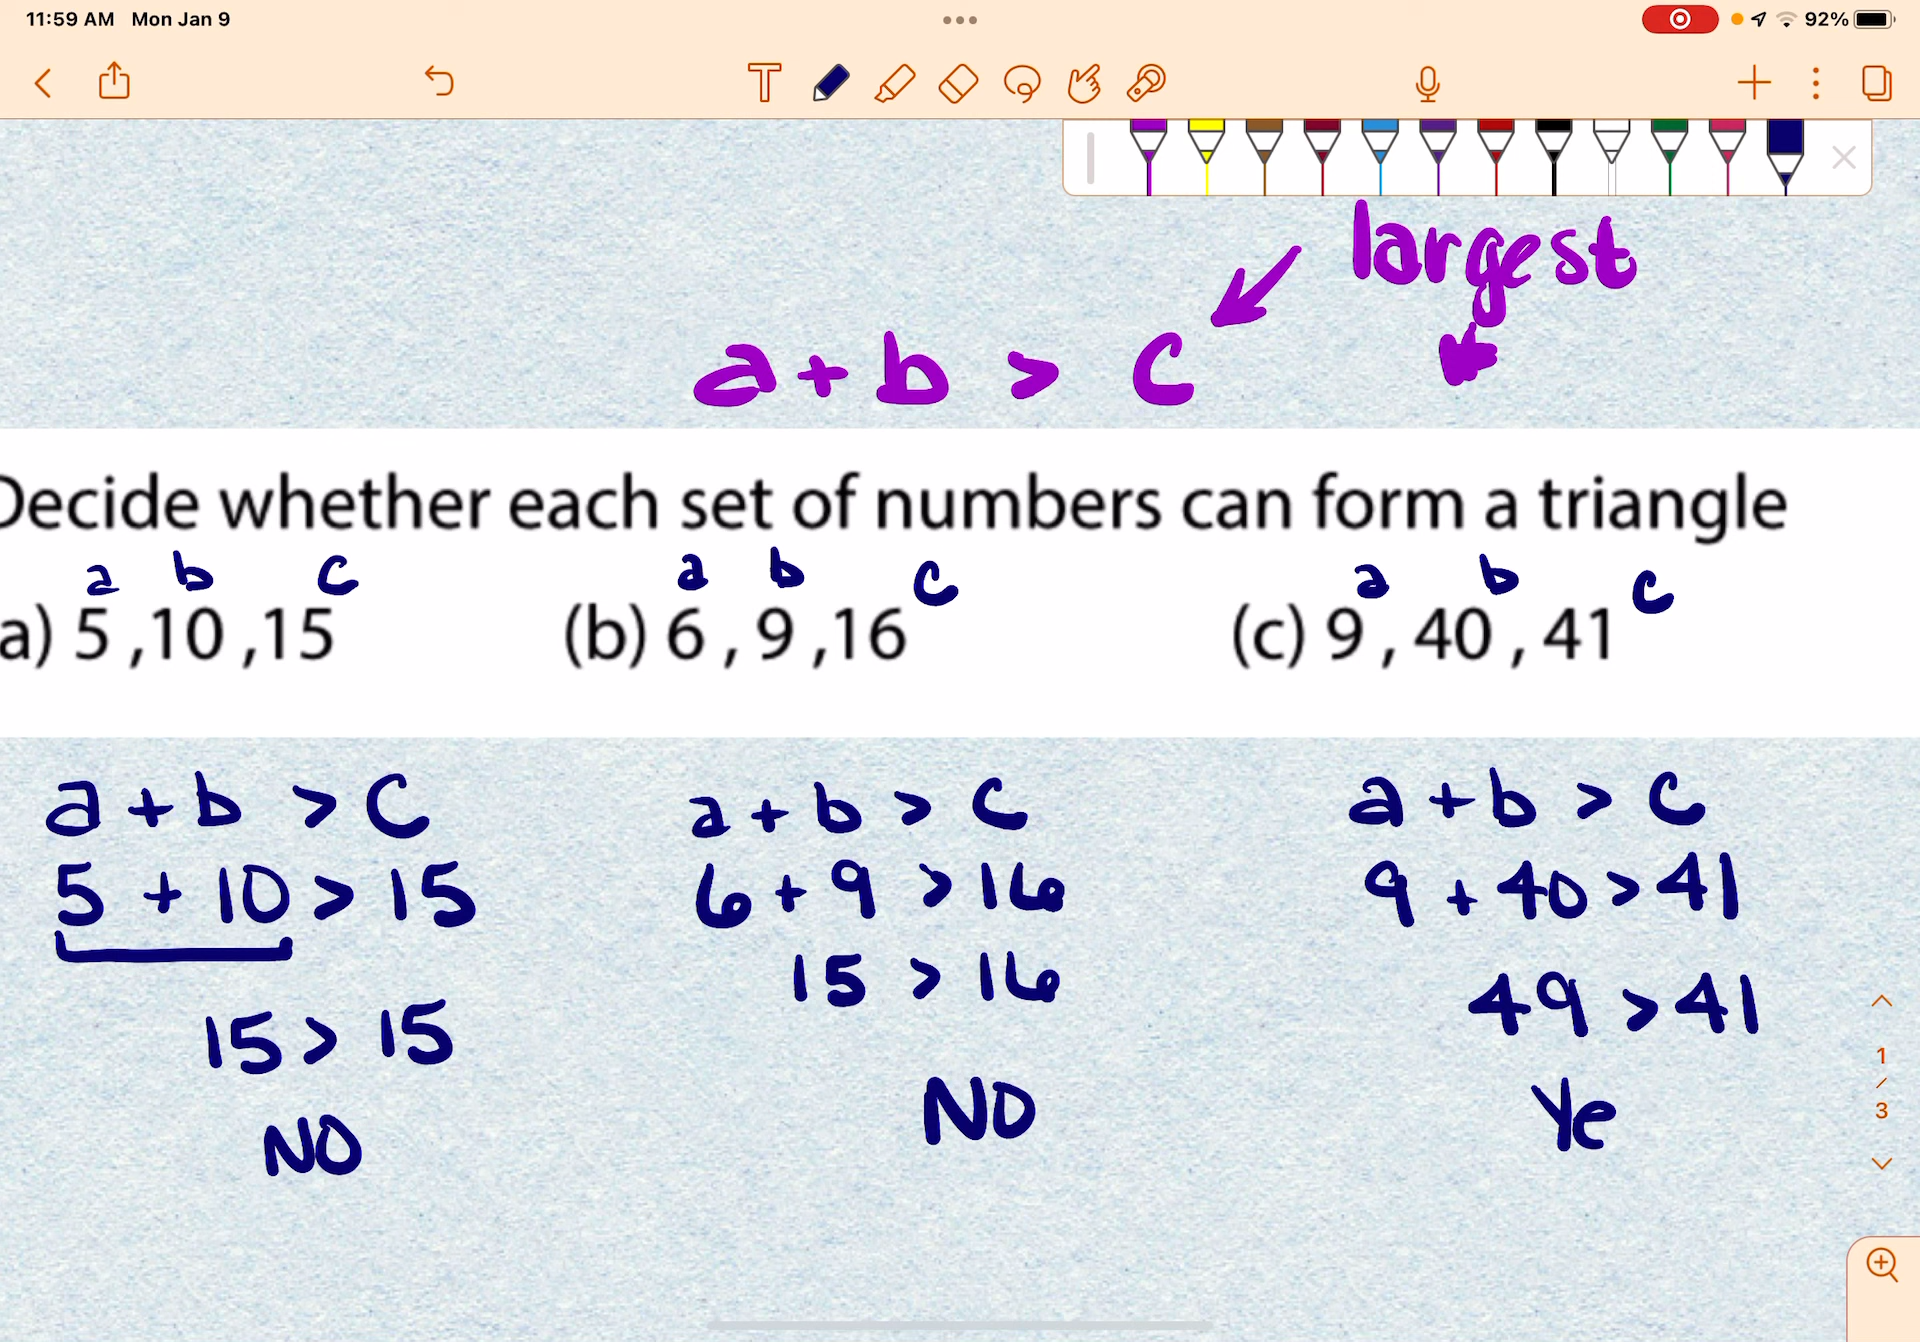 11:59 AM Mon Jan 9
92%
T
largest
a + b > c
Decide whether each set of numbers can form a triangle
a b c a b c a b c
a) 5 ,10 ,15 (b) 6 , 9 ,16 (c) 9 , 40 , 41
a + b > c a + b > c a + b > c
5 + 10 > 15 6 + 9 > 16 9 + 40 > 41
15 > 15 15 > 16 49 > 41
NO NO Ye
1
/
3